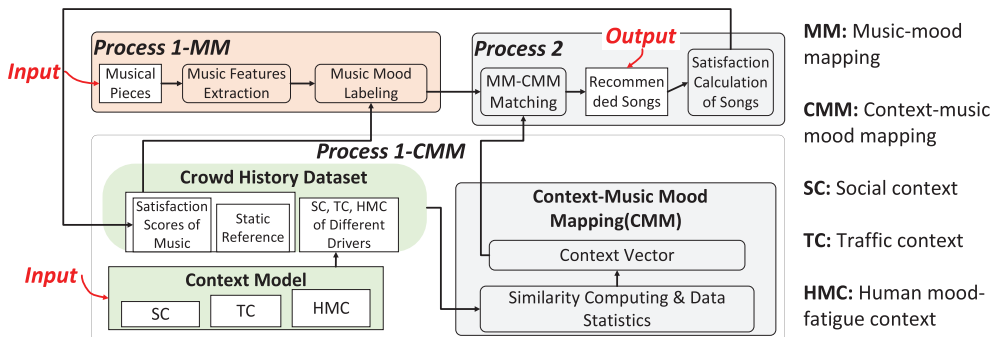 Process 1-MM
Input
Musical
Pieces
Music Features
Extraction
Music Mood
Labeling
Process 2
Output
MM-CMM
Matching
Recommen
ded Songs
Satisfaction
Calculation
of Songs
Process 1-CMM
Crowd History Dataset
Satisfaction
Scores of
Music
Static
Reference
SC, TC, HMC
of Different
Drivers
Input
Context Model
SC
TC
HMC
Context-Music Mood
Mapping(CMM)
Context Vector
Similarity Computing & Data
Statistics
MM: Music-mood
mapping
CMM: Context-music
mood mapping
SC: Social context
TC: Traffic context
HMC: Human mood-
fatigue context